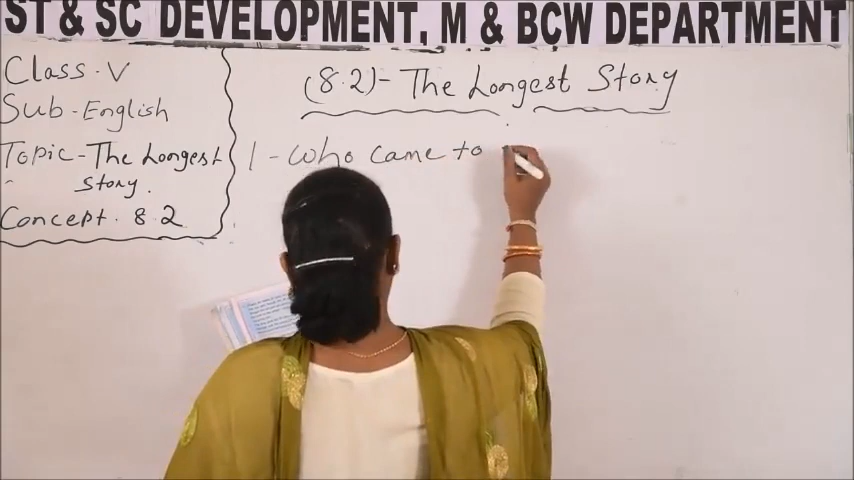 ST & SC DEVELOPMENT, M & BCW DEPARTMENT
Class - V
Sub - English
Topic - The Longest
Story.
Concept - 8.2
(8.2) - The Longest Story
1 - Who came to